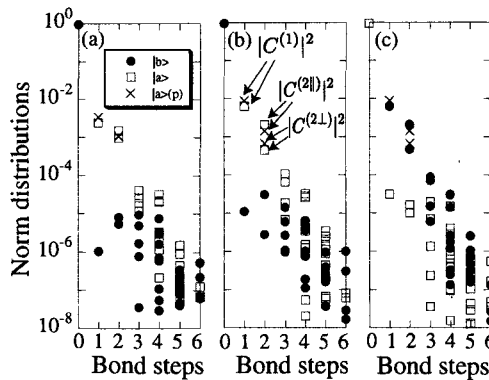 10^0
10^-2
10^-4
10^-6
10^-8
Norm distributions
(a)
|b>
|a>
|a>(p)
(b)
|C^(1)|^2
|C^(2||)|^2
|C^(2⊥)|^2
(c)
0 1 2 3 4 5 6
0 1 2 3 4 5 6
0 1 2 3 4 5 6
Bond steps
Bond steps
Bond steps